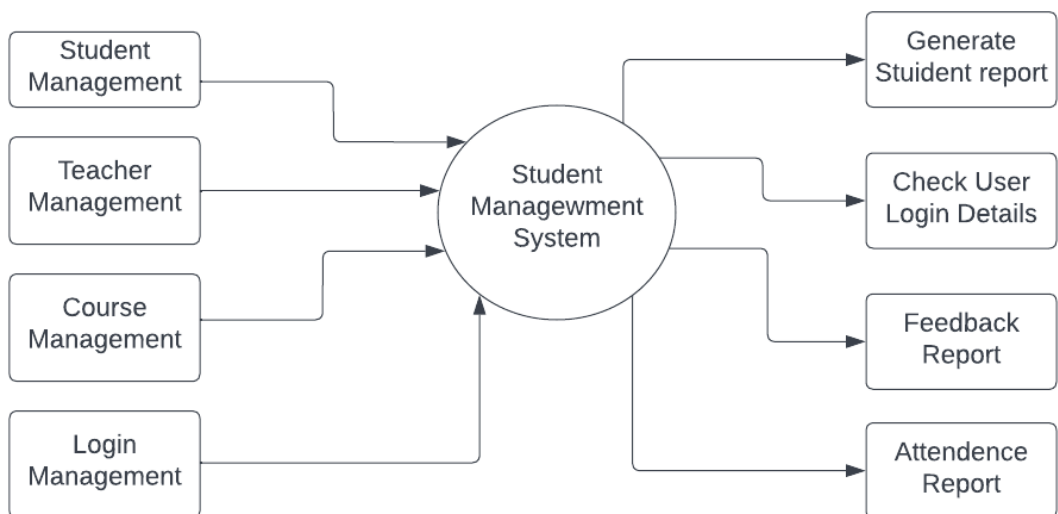 Student
Management
Teacher
Management
Course
Management
Login
Management
Student
Managewment
System
Generate
Stuident report
Check User
Login Details
Feedback
Report
Attendence
Report